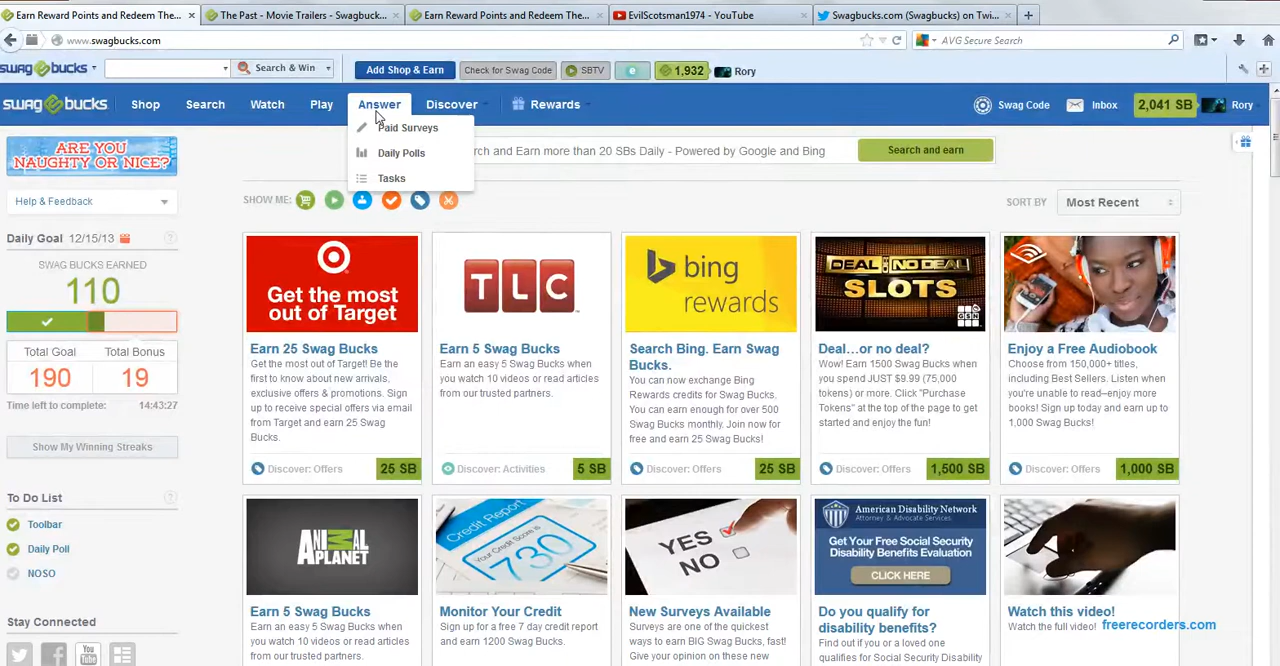 Earn Reward Points and Redeem The...
The Past - Movie Trailers - Swagbuck...
Earn Reward Points and Redeem The...
EvilScotsman1974 - YouTube
Swagbucks.com (Swagbucks) on Twi...
www.swagbucks.com
AVG Secure Search
swagbucks
Search & Win
Add Shop & Earn
Check for Swag Code
SBTV
1,932
Rory
swagbucks
Shop
Search
Watch
Play
Answer
Discover
Rewards
Swag Code
Inbox
2,041 SB
Rory
Paid Surveys
Daily Polls
Tasks
ARE YOU
NAUGHTY OR NICE?
rch and Earn more than 20 SBs Daily - Powered by Google and Bing
Search and earn
Help & Feedback
SHOW ME:
SORT BY
Most Recent
Daily Goal 12/15/13
SWAG BUCKS EARNED
110
Total Goal
Total Bonus
190
19
Time left to complete: 14:43:27
Show My Winning Streaks
To Do List
Toolbar
Daily Poll
NOSO
Stay Connected
You
Tube
Get the most
out of Target
Earn 25 Swag Bucks
Get the most out of Target! Be the
first to know about new arrivals,
exclusive offers & promotions. Sign
up to receive special offers via email
from Target and earn 25 Swag
Bucks.
Discover: Offers
25 SB
TLC
Earn 5 Swag Bucks
Earn an easy 5 Swag Bucks when
you watch 10 videos or read articles
from our trusted partners.
Discover: Activities
5 SB
bing
rewards
Search Bing. Earn Swag
Bucks.
You can now exchange Bing
Rewards credits for Swag Bucks.
You can earn enough for over 500
Swag Bucks monthly. Join now for
free and earn 25 Swag Bucks!
Discover: Offers
25 SB
DEAL NO DEAL
SLOTS
GSN
Deal...or no deal?
Wow! Earn 1500 Swag Bucks when
you spend JUST $9.99 (75,000
tokens) or more. Click "Purchase
Tokens" at the top of the page to get
started and enjoy the fun!
Discover: Offers
1,500 SB
Enjoy a Free Audiobook
Choose from 150,000+ titles,
including Best Sellers. Listen when
you're unable to read–enjoy more
books! Sign up today and earn up to
1,000 Swag Bucks!
Discover: Offers
1,000 SB
ANIMAL
PLANET
Earn 5 Swag Bucks
Earn an easy 5 Swag Bucks when
you watch 10 videos or read articles
from our trusted partners.
Credit Report
Your Credit Score is
730
Monitor Your Credit
Sign up for a free 7 day credit report
and earn 1200 Swag Bucks.
YES
NO
New Surveys Available
Surveys are one of the quickest
ways to earn BIG Swag Bucks, fast!
Give your opinion on these new
American Disability Network
Attorney & Advocate Services
Get Your Free Social Security
Disability Benefits Evaluation
CLICK HERE
Do you qualify for
disability benefits?
Find out if you or a loved one
qualifies for Social Security
Watch this video!
Watch the full video!
freerecorders.com